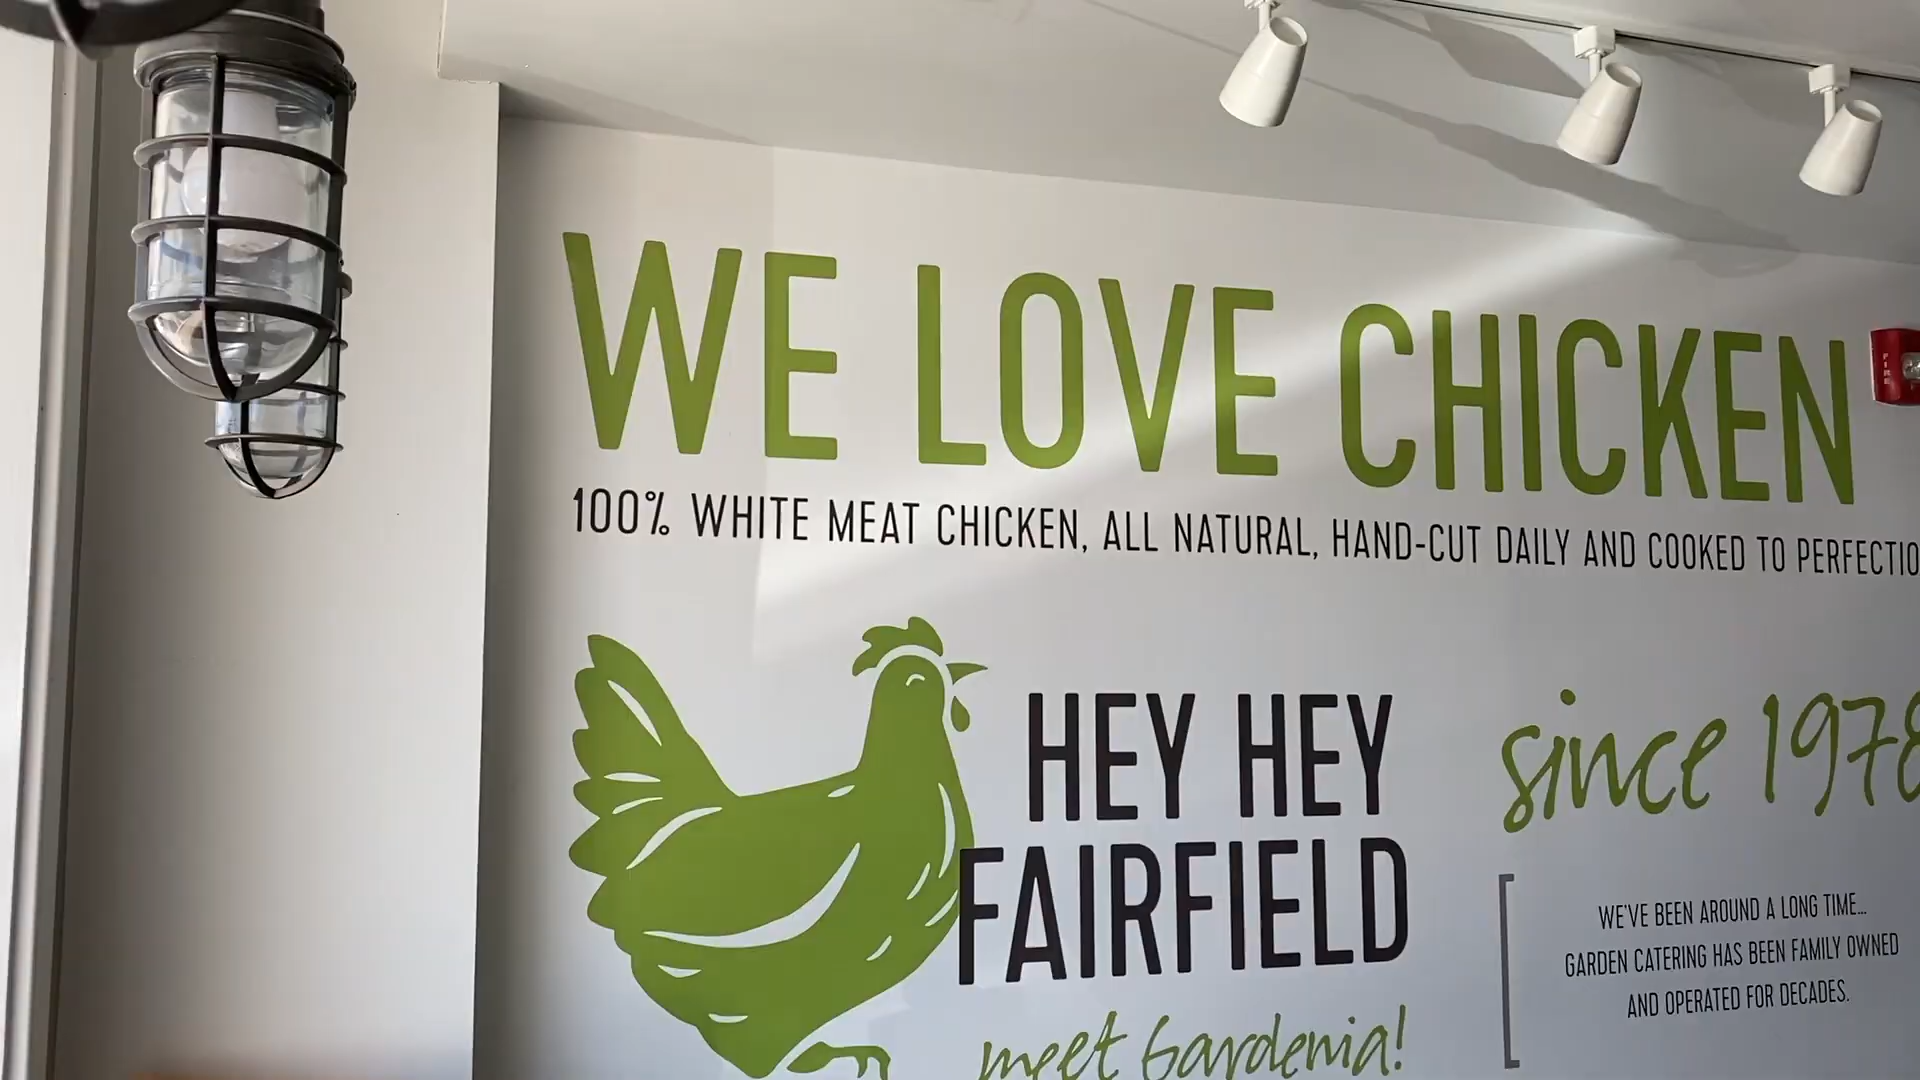 WE LOVE CHICKEN
FIRE
100% WHITE MEAT CHICKEN, ALL NATURAL, HAND-CUT DAILY AND COOKED TO PERFECTIO
HEY HEY
FAIRFIELD
meet Gardenia!
since 1978
WE'VE BEEN AROUND A LONG TIME...
GARDEN CATERING HAS BEEN FAMILY OWNED
AND OPERATED FOR DECADES.